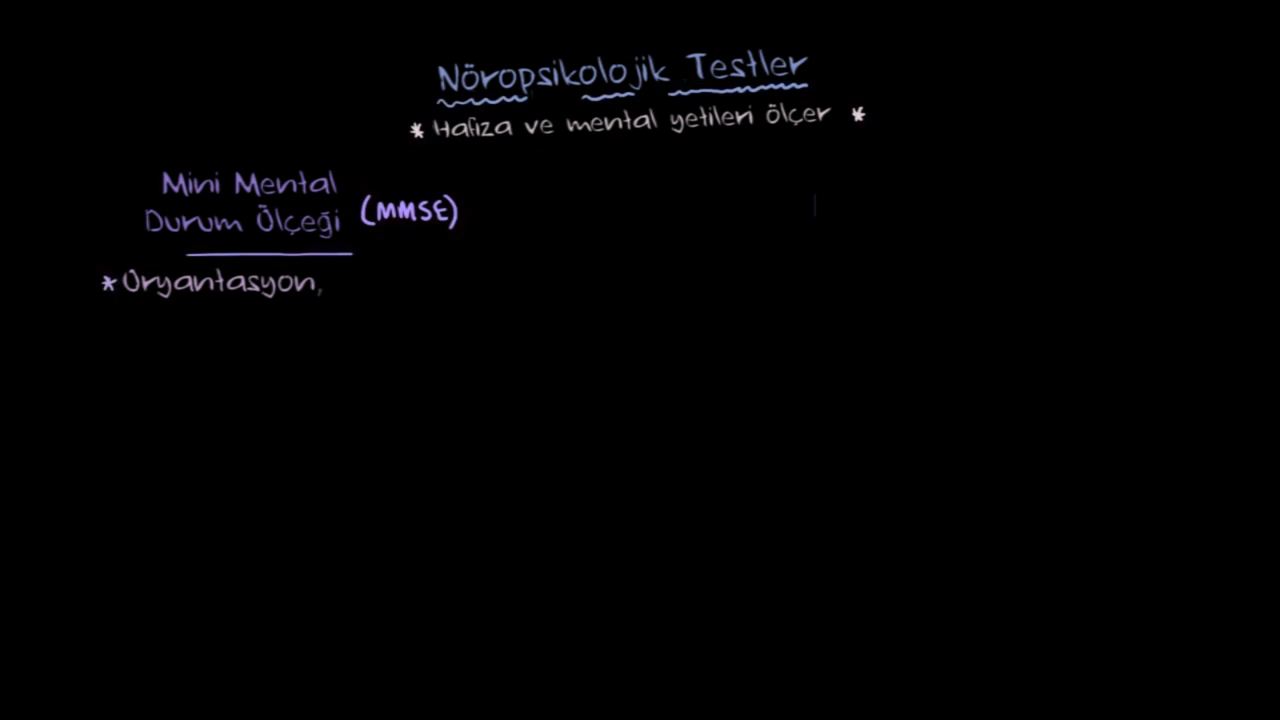 Nöropsikolojik Testler
* Hafıza ve mental yetileri ölçer *
Mini Mental
Durum Ölçeği (MMSE)
* Oryantasyon,